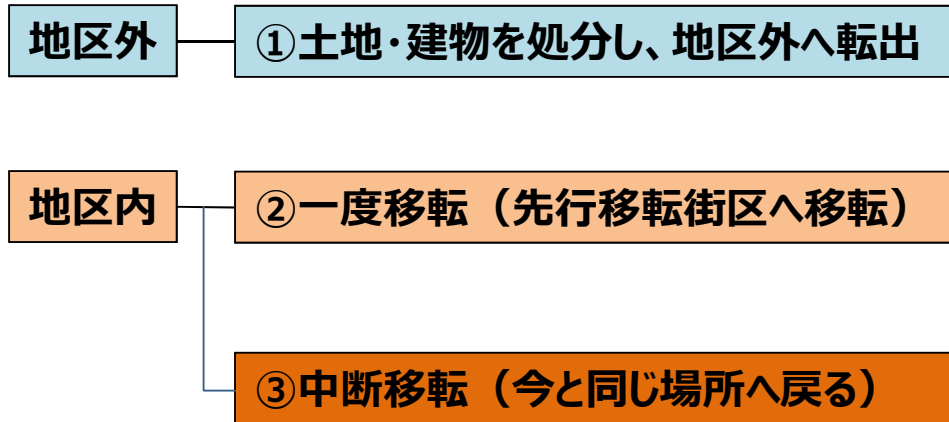 地区外
①土地・建物を処分し、地区外へ転出
地区内
②一度移転（先行移転街区へ移転）
③中断移転（今と同じ場所へ戻る）